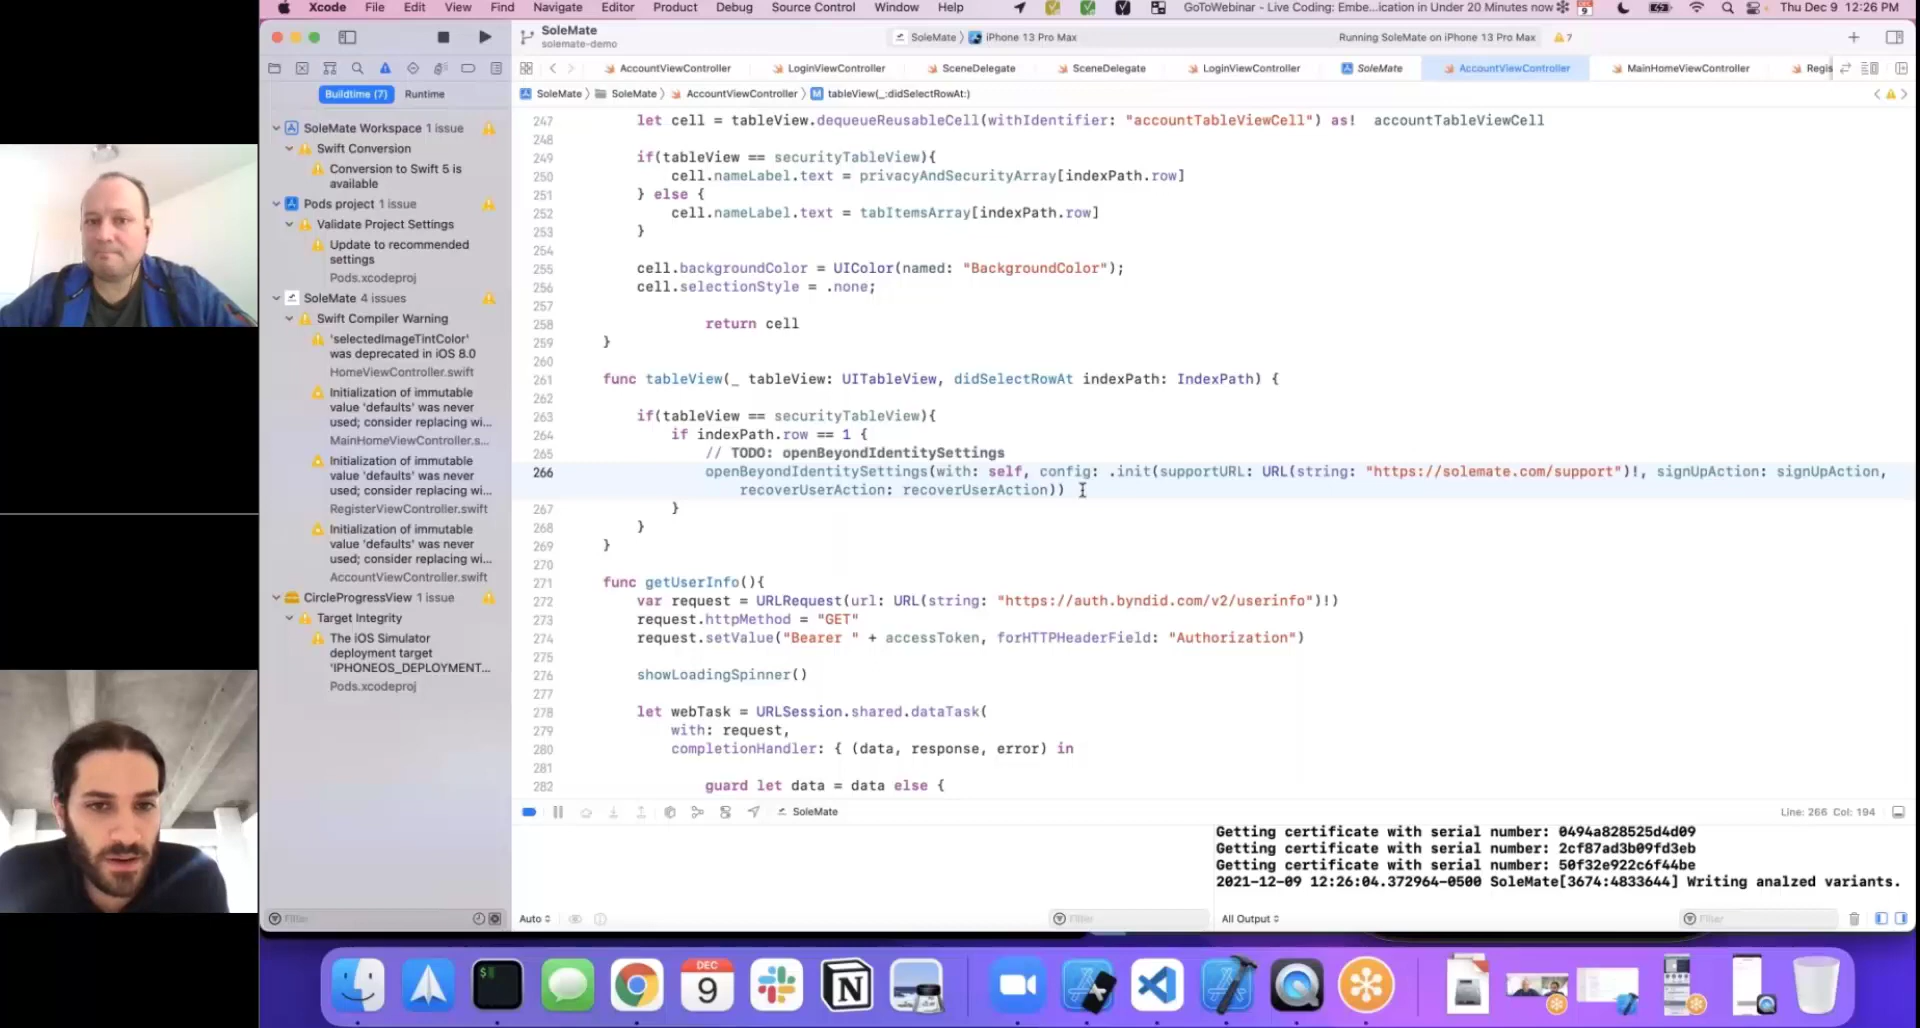 Xcode File Edit View Find Navigate Editor Product Debug Source Control Window Help GoToWebinar - Live Coding: Embe...ication in Under 20 Minutes now 9 Thu Dec 9 12:26 PM
SoleMate
solemate-demo
SoleMate 〉 iPhone 13 Pro Max
Running SoleMate on iPhone 13 Pro Max 7
AccountViewController LoginViewController SceneDelegate SceneDelegate LoginViewController SoleMate AccountViewController MainHomeViewController Regis
Buildtime (7) Runtime
SoleMate 〉 SoleMate 〉 AccountViewController 〉 M tableView(_:didSelectRowAt:)
SoleMate Workspace 1 issue
Swift Conversion
Conversion to Swift 5 is
available
Pods project 1 issue
Validate Project Settings
Update to recommended
settings
Pods.xcodeproj
SoleMate 4 issues
Swift Compiler Warning
'selectedImageTintColor'
was deprecated in iOS 8.0
HomeViewController.swift
Initialization of immutable
value 'defaults' was never
used; consider replacing wi...
MainHomeViewController.s...
Initialization of immutable
value 'defaults' was never
used; consider replacing wi...
RegisterViewController.swift
Initialization of immutable
value 'defaults' was never
used; consider replacing wi...
AccountViewController.swift
CircleProgressView 1 issue
Target Integrity
The iOS Simulator
deployment target
'IPHONEOS_DEPLOYMENT...
Pods.xcodeproj
Filter
247 let cell = tableView.dequeueReusableCell(withIdentifier: "accountTableViewCell") as! accountTableViewCell
248
249 if(tableView == securityTableView){
250 cell.nameLabel.text = privacyAndSecurityArray[indexPath.row]
251 } else {
252 cell.nameLabel.text = tabItemsArray[indexPath.row]
253 }
254
255 cell.backgroundColor = UIColor(named: "BackgroundColor");
256 cell.selectionStyle = .none;
257
258 return cell
259 }
260
261 func tableView(_ tableView: UITableView, didSelectRowAt indexPath: IndexPath) {
262
263 if(tableView == securityTableView){
264 if indexPath.row == 1 {
265 // TODO: openBeyondIdentitySettings
266 openBeyondIdentitySettings(with: self, config: .init(supportURL: URL(string: "https://solemate.com/support")!, signUpAction: signUpAction,
recoverUserAction: recoverUserAction))
267 }
268 }
269 }
270
271 func getUserInfo(){
272 var request = URLRequest(url: URL(string: "https://auth.byndid.com/v2/userinfo")!)
273 request.httpMethod = "GET"
274 request.setValue("Bearer " + accessToken, forHTTPHeaderField: "Authorization")
275
276 showLoadingSpinner()
277
278 let webTask = URLSession.shared.dataTask(
279 with: request,
280 completionHandler: { (data, response, error) in
281
282 guard let data = data else {
SoleMate
Line: 266 Col: 194
Getting certificate with serial number: 0494a828525d4d09
Getting certificate with serial number: 2cf87ad3b09fd3eb
Getting certificate with serial number: 50f32e922c6f44be
2021-12-09 12:26:04.372964-0500 SoleMate[3674:4833644] Writing analzed variants.
Auto Filter All Output Filter
DEC
9